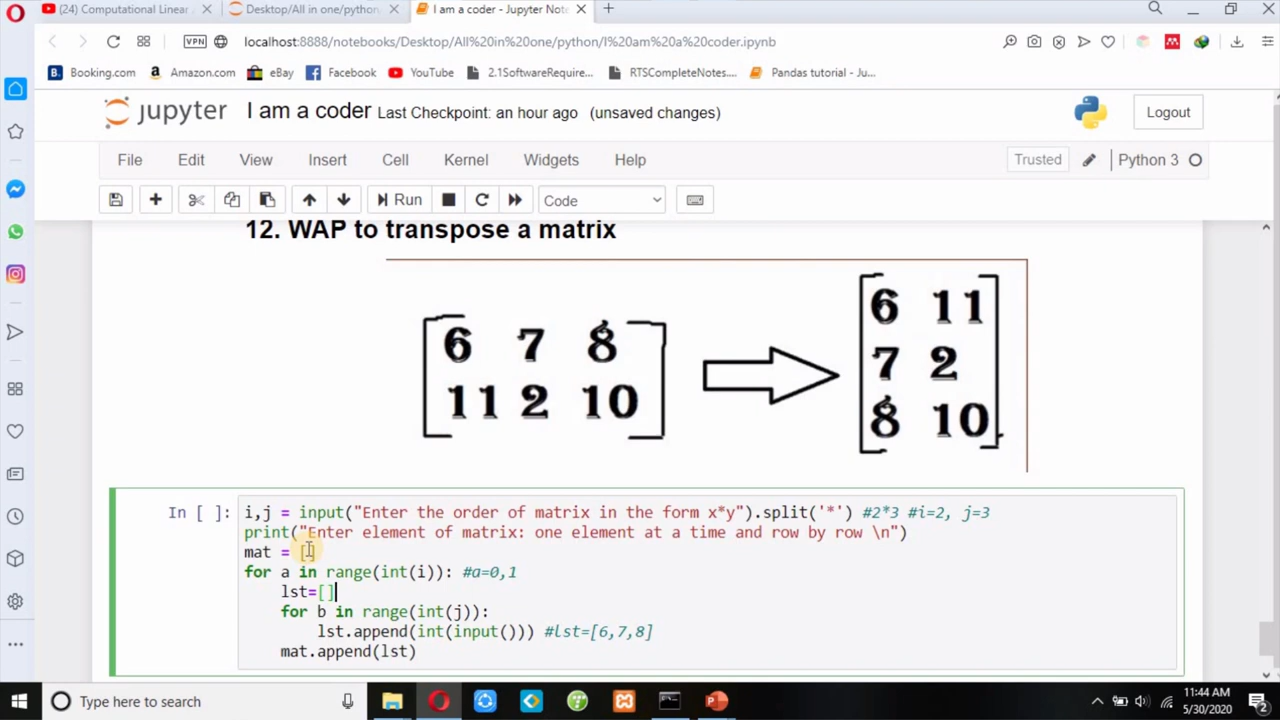 (24) Computational Linear
Desktop/All in one/python
I am a coder - Jupyter Not
VPN
localhost:8888/notebooks/Desktop/All%20in%20one/python/I%20am%20a%20coder.ipynb
Booking.com
Amazon.com
eBay
Facebook
YouTube
2.1SoftwareRequire...
RTSCompleteNotes....
Pandas tutorial - Ju...
jupyter I am a coder Last Checkpoint: an hour ago (unsaved changes)
Logout
File Edit View Insert Cell Kernel Widgets Help
Trusted
Python 3
Run
Code
12. WAP to transpose a matrix
6 7 8
11 2 10
6 11
7 2
8 10
In [ ]: i,j = input("Enter the order of matrix in the form x*y").split('*') #2*3 #i=2, j=3
print("Enter element of matrix: one element at a time and row by row \n")
mat = []
for a in range(int(i)): #a=0,1
lst=[]
for b in range(int(j)):
lst.append(int(input())) #lst=[6,7,8]
mat.append(lst)
Type here to search
11:44 AM
5/30/2020
2